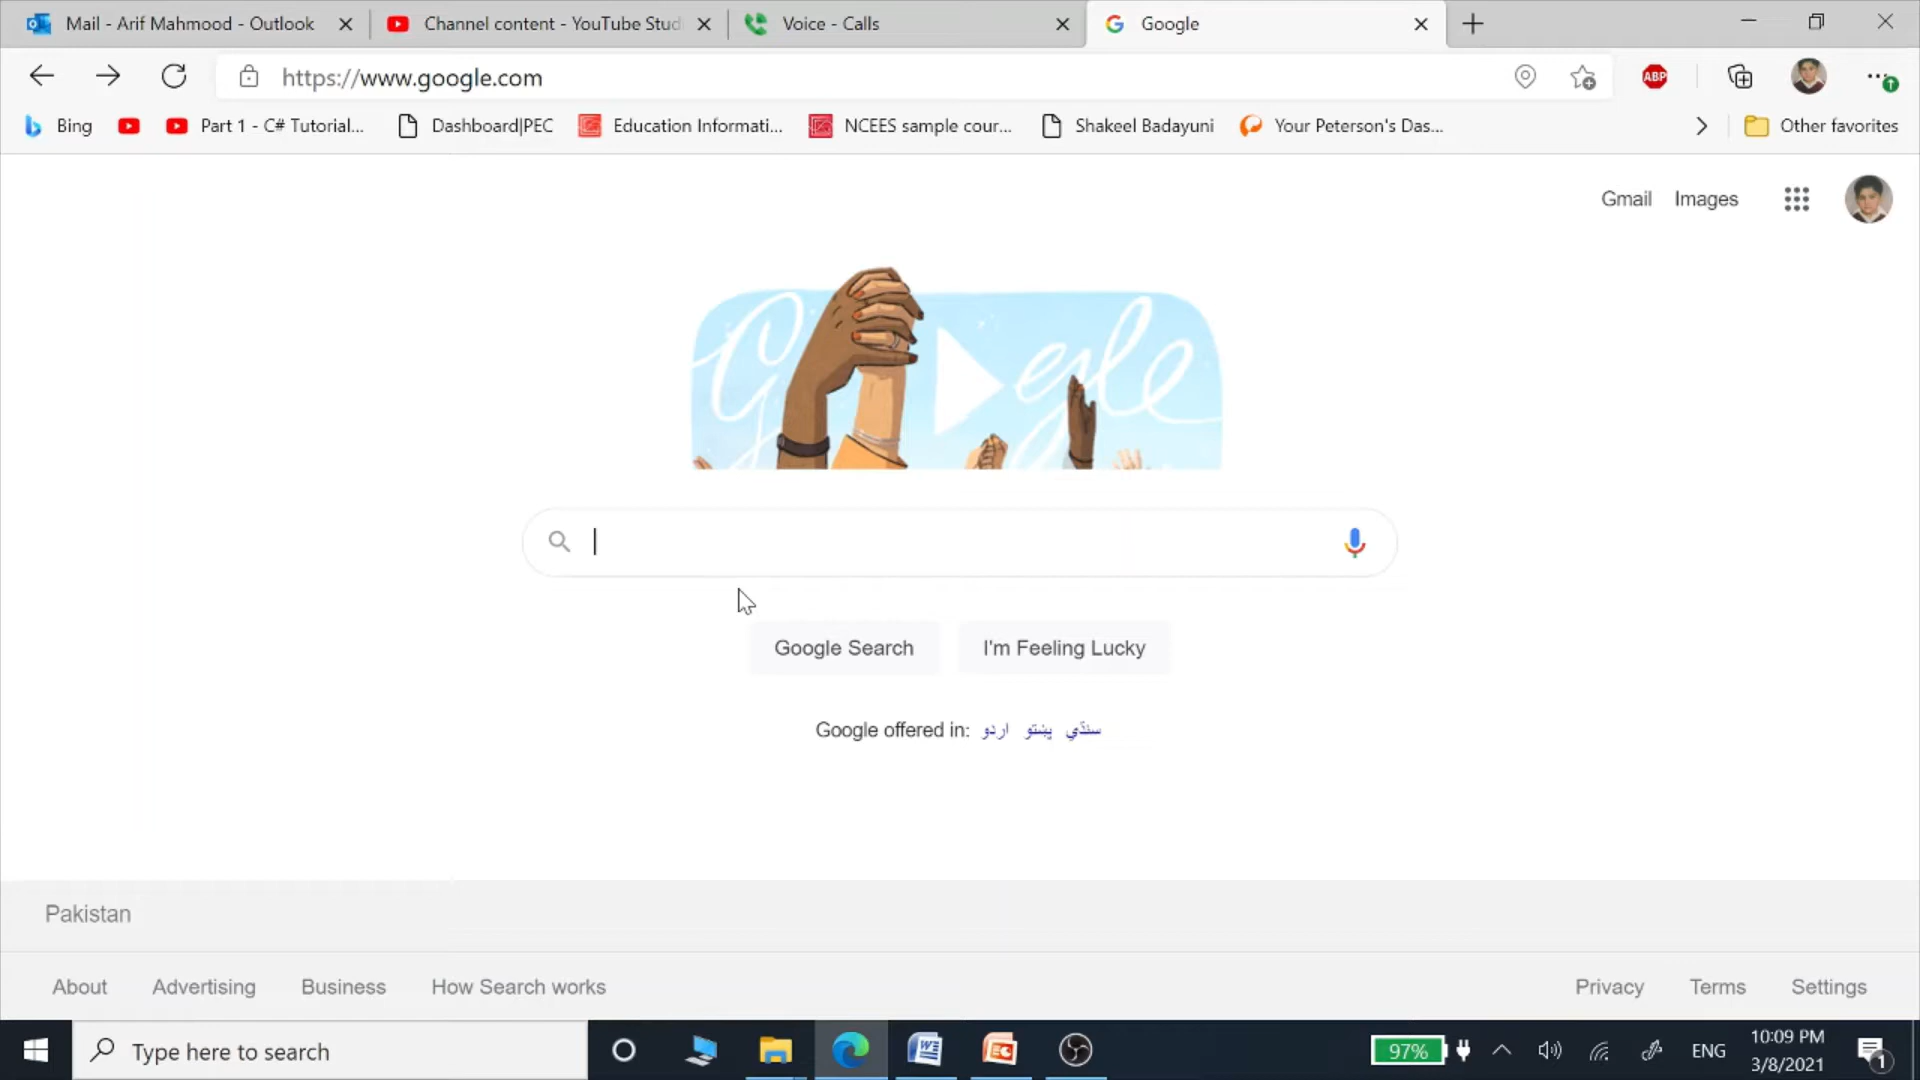 Mail - Arif Mahmood - Outlook
Channel content - YouTube Stud
Voice - Calls
Google
https://www.google.com
ABP
Bing
Part 1 - C# Tutorial...
Dashboard|PEC
Education Informati...
NCEES sample cour...
Shakeel Badayuni
Your Peterson's Das...
Other favorites
Gmail Images
Google
Google Search
I'm Feeling Lucky
Google offered in: اردو پښتو سنڌي
Pakistan
About Advertising Business How Search works
Privacy Terms Settings
Type here to search
97%
ENG
10:09 PM
3/8/2021
1